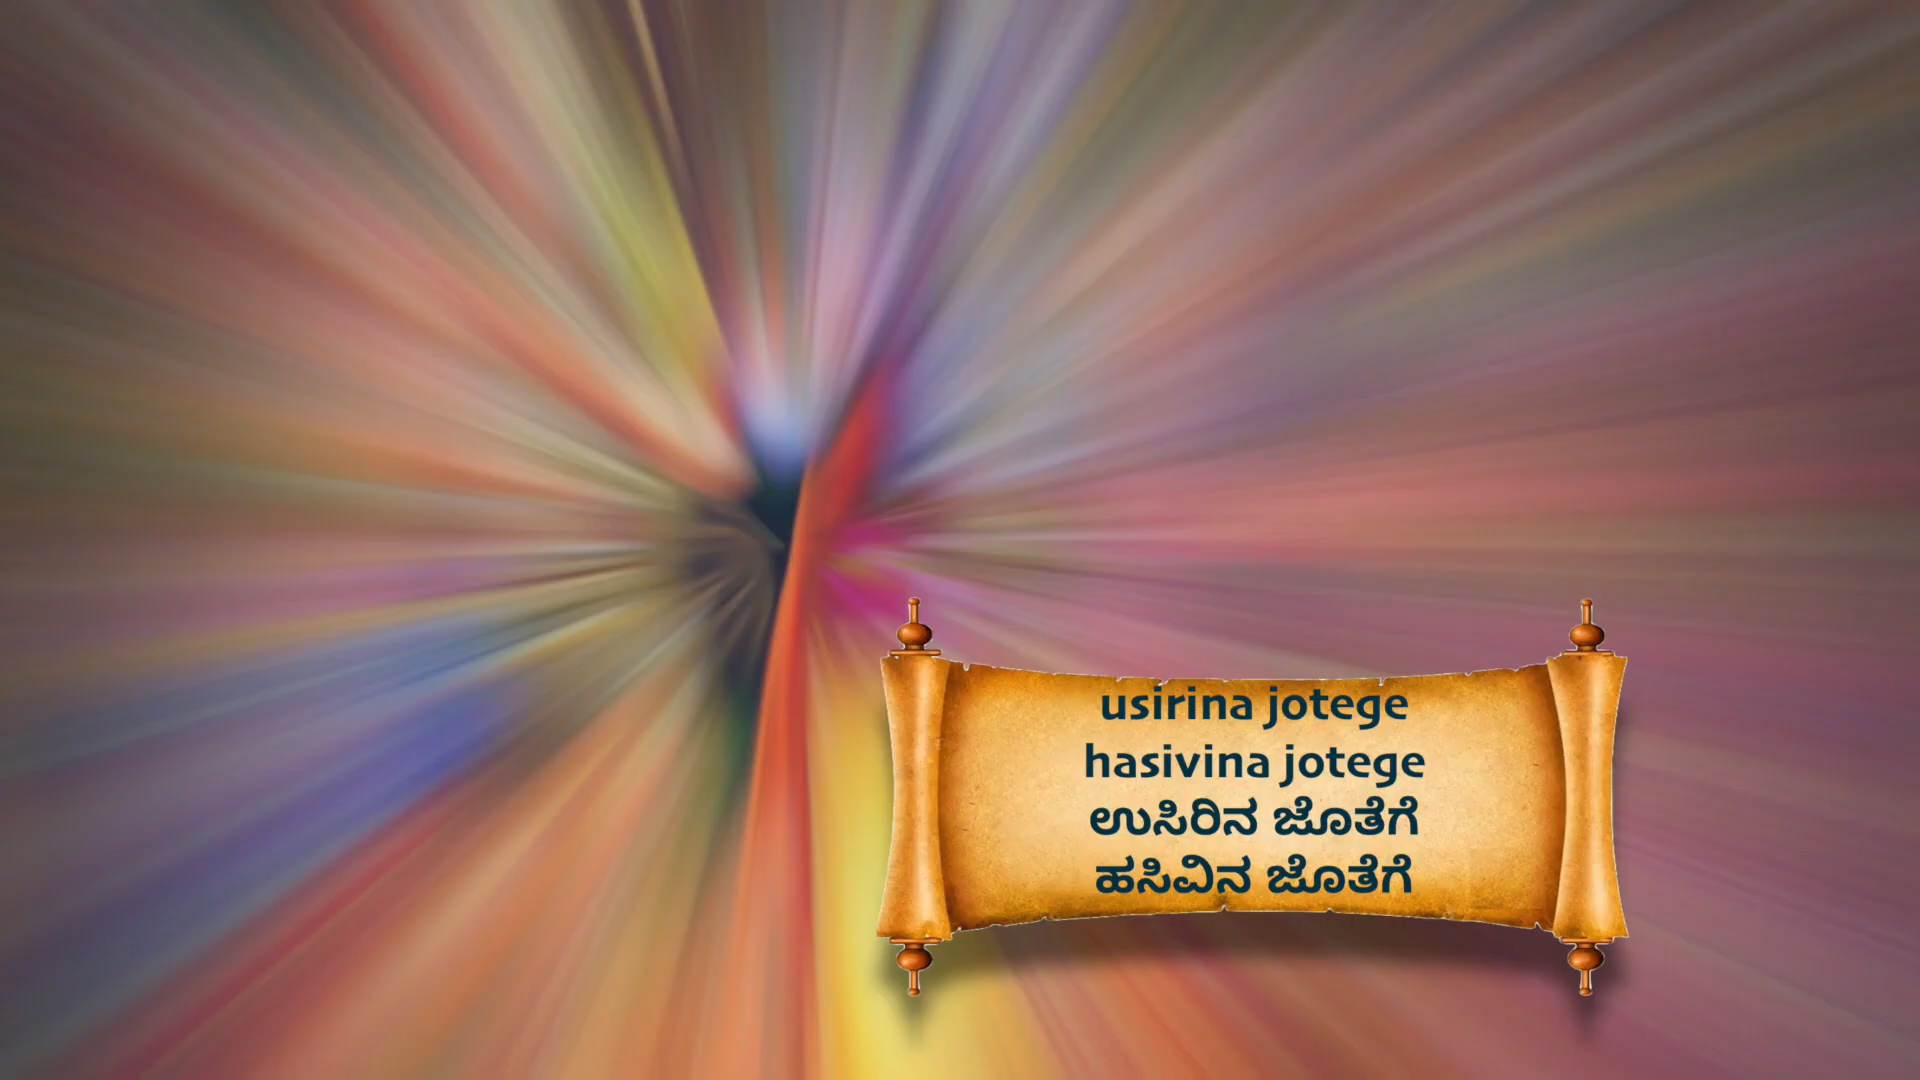 usirina jotege
hasivina jotege
ಉಸಿರಿನ ಜೊತೆಗೆ
ಹಸಿವಿನ ಜೊತೆಗೆ